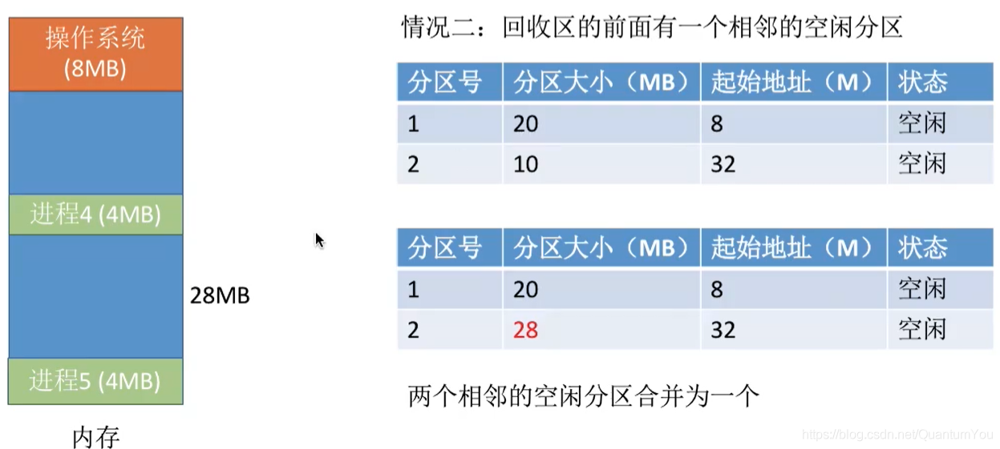 操作系统
(8MB)
进程4 (4MB)
28MB
进程5 (4MB)
内存
情况二：回收区的前面有一个相邻的空闲分区
分区号 分区大小（MB） 起始地址（M） 状态
1 20 8 空闲
2 10 32 空闲
分区号 分区大小（MB） 起始地址（M） 状态
1 20 8 空闲
2 28 32 空闲
两个相邻的空闲分区合并为一个
https://blog.csdn.net/QuantumYou